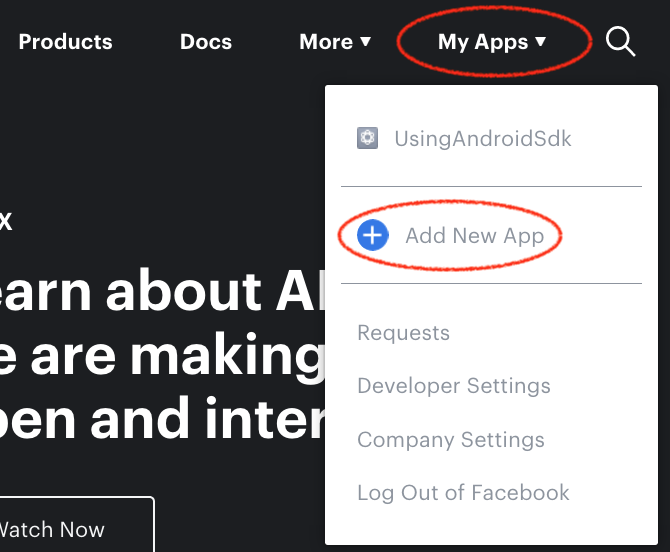 Products Docs More My Apps
UsingAndroidSdk
Add New App
x
earn about A
e are making
pen and inter
Requests
Developer Settings
Company Settings
Log Out of Facebook
Watch Now